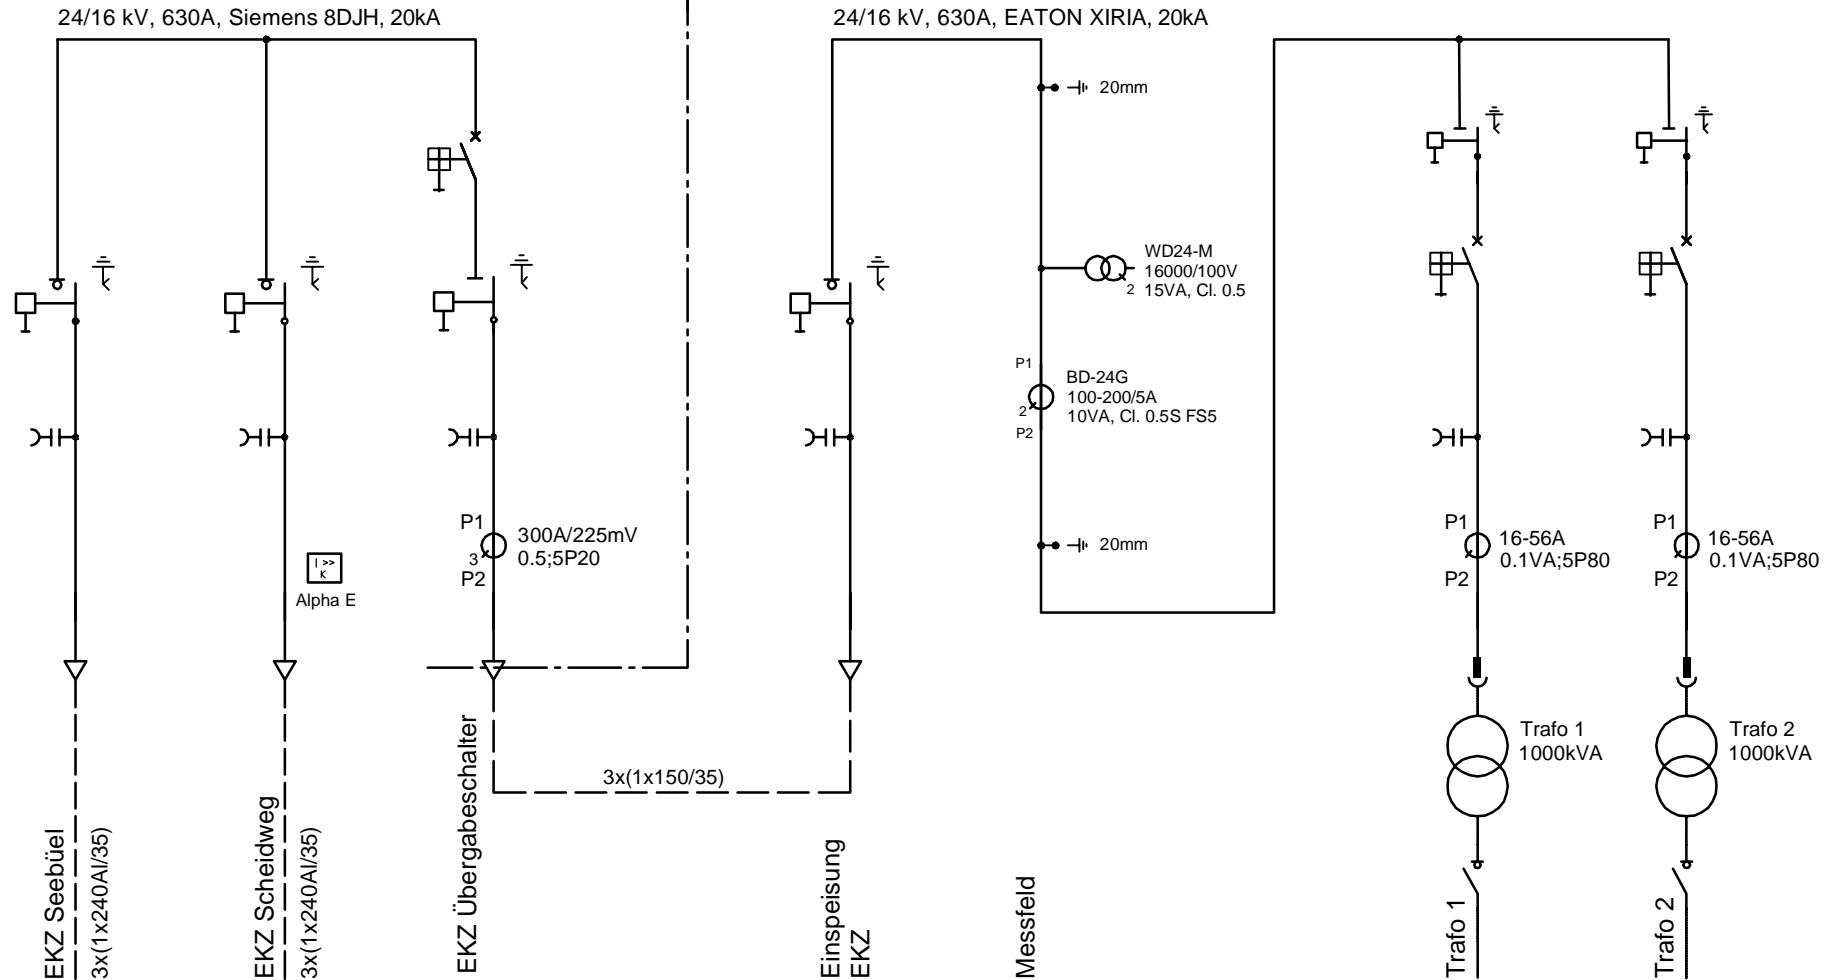 24/16 kV, 630A, Siemens 8DJH, 20kA
24/16 kV, 630A, EATON XIRIA, 20kA
20mm
WD24-M
16000/100V
15VA, Cl. 0.5
2
P1
BD-24G
100-200/5A
10VA, Cl. 0.5S FS5
2
P2
P1
300A/225mV
0.5;5P20
3
P2
I >>
K
Alpha E
20mm
P1
16-56A
0.1VA;5P80
P2
P1
16-56A
0.1VA;5P80
P2
Trafo 1
1000kVA
Trafo 2
1000kVA
3x(1x150/35)
EKZ Seebüel
3x(1x240Al/35)
EKZ Scheidweg
3x(1x240Al/35)
EKZ Übergabeschalter
Einspeisung
EKZ
Messfeld
Trafo 1
Trafo 2